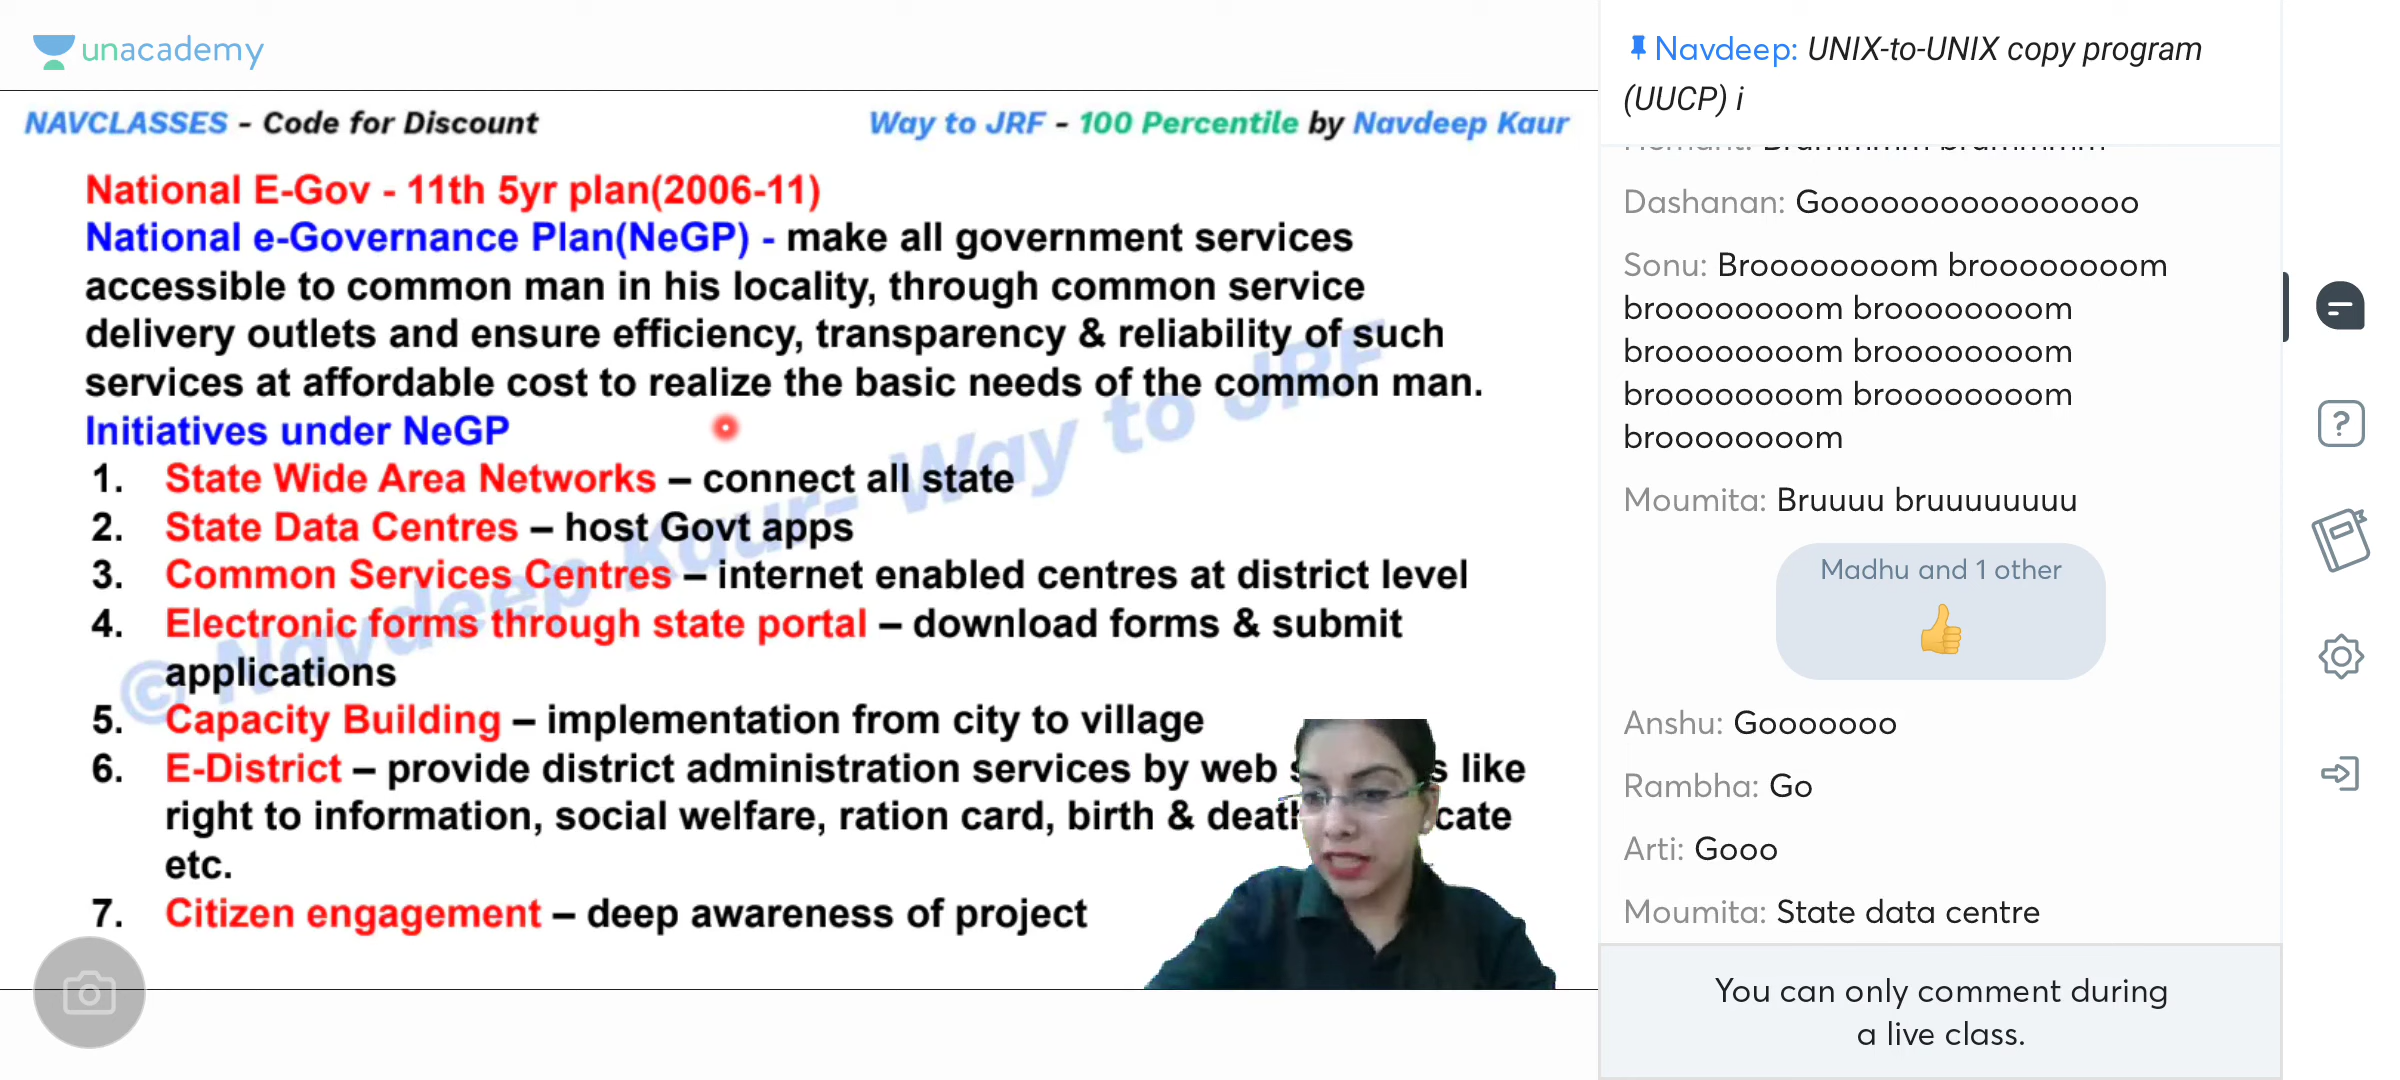 unacademy
NAVCLASSES - Code for Discount
Way to JRF - 100 Percentile by Navdeep Kaur
National E-Gov - 11th 5yr plan(2006-11)
National e-Governance Plan(NeGP) - make all government services
accessible to common man in his locality, through common service
delivery outlets and ensure efficiency, transparency & reliability of such
services at affordable cost to realize the basic needs of the common man.
Initiatives under NeGP
1. State Wide Area Networks – connect all state
2. State Data Centres – host Govt apps
3. Common Services Centres – internet enabled centres at district level
4. Electronic forms through state portal – download forms & submit
applications
5. Capacity Building – implementation from city to village
6. E-District – provide district administration services by web like
right to information, social welfare, ration card, birth &
etc.
7. Citizen engagement – deep awareness of project
© Navdeep Kaur- Way to JRF
Navdeep: UNIX-to-UNIX copy program
(UUCP) i
Dashanan: Goooooooooooooooo
Sonu: Broooooooom broooooooom
broooooooom broooooooom
broooooooom broooooooom
broooooooom broooooooom
broooooooom
Moumita: Bruuuu bruuuuuuuu
Madhu and 1 other
Anshu: Gooooooo
Rambha: Go
Arti: Gooo
Moumita: State data centre
You can only comment during
a live class.